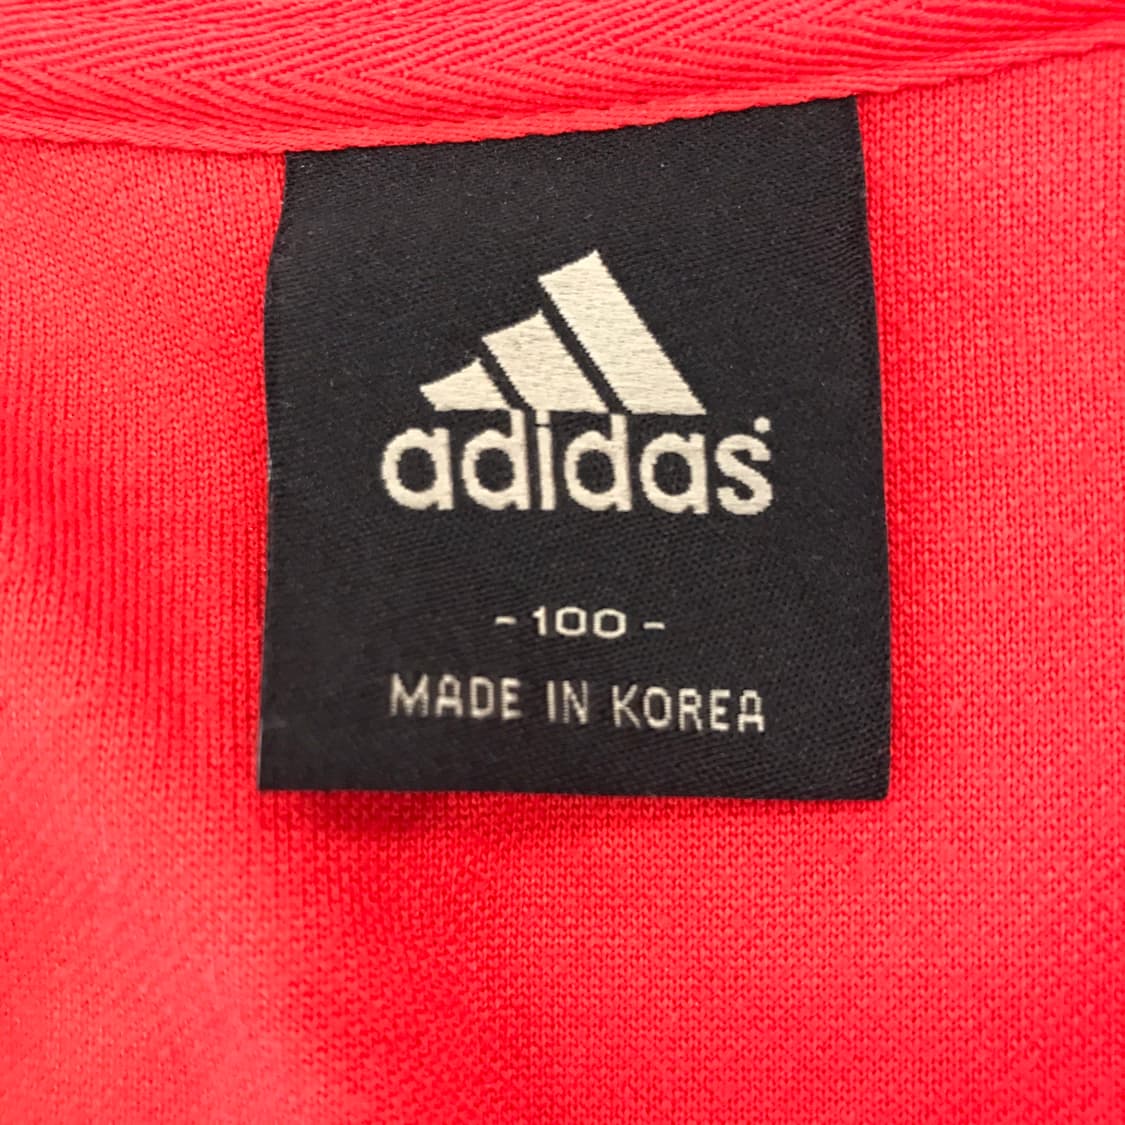 adidas
- 100 -
MADE IN KOREA